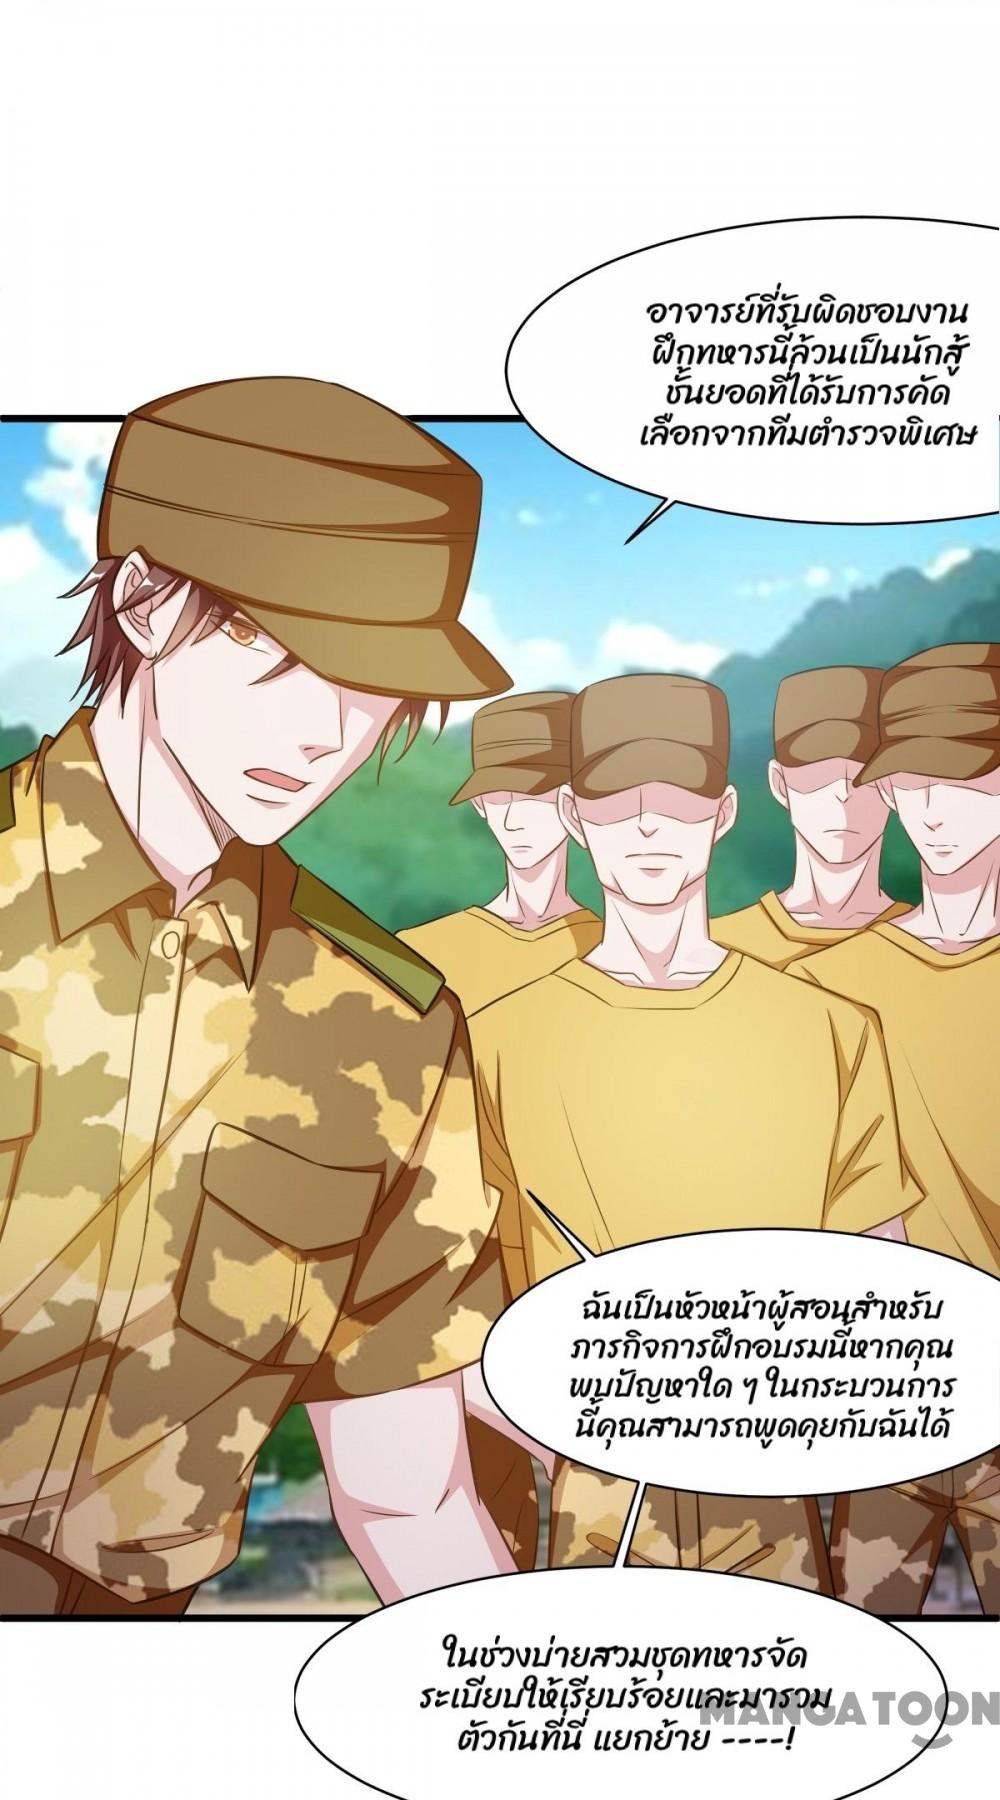 อาจารย์ที่รับผิดชอบงาน
ฝึกทหารนี้ล้วนเป็นนักสู้
ชั้นยอดที่ได้รับการคัด
เลือกจากทีมตำรวจพิเศษ
ฉันเป็นหัวหน้าผู้สอนสำหรับ
ภารกิจการฝึกอบรมนี้หากคุณ
พบปัญหาใด ๆ ในกระบวนการ
นี้คุณสามารถพูดคุยกับฉันได้
ในช่วงบ่ายสวมชุดทหารจัด
ระเบียบให้เรียบร้อยและมารวม
ตัวกันที่นี่ แยกย้าย ----!
MANGATOON